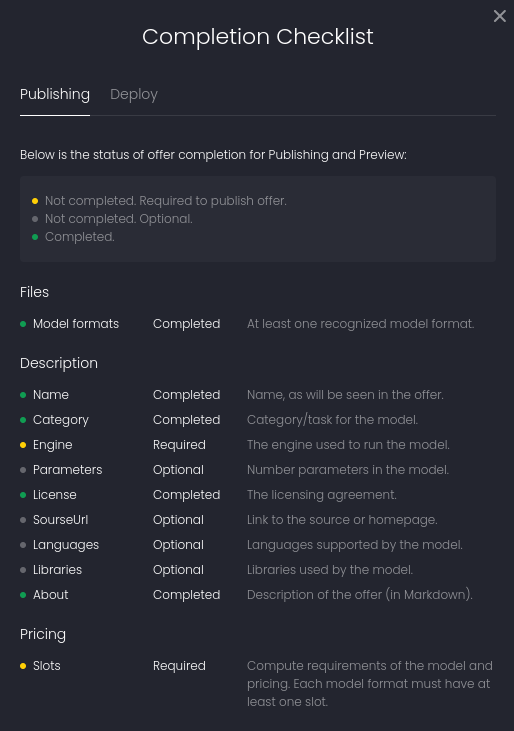 Completion Checklist
Publishing Deploy
Below is the status of offer completion for Publishing and Preview:
Not completed. Required to publish offer.
Not completed. Optional.
Completed.
Files
Model formats Completed At least one recognized model format.
Description
Name Completed Name, as will be seen in the offer.
Category Completed Category/task for the model.
Engine Required The engine used to run the model.
Parameters Optional Number parameters in the model.
License Completed The licensing agreement.
SourseUrl Optional Link to the source or homepage.
Languages Optional Languages supported by the model.
Libraries Optional Libraries used by the model.
About Completed Description of the offer (in Markdown).
Pricing
Slots Required Compute requirements of the model and
pricing. Each model format must have at
least one slot.